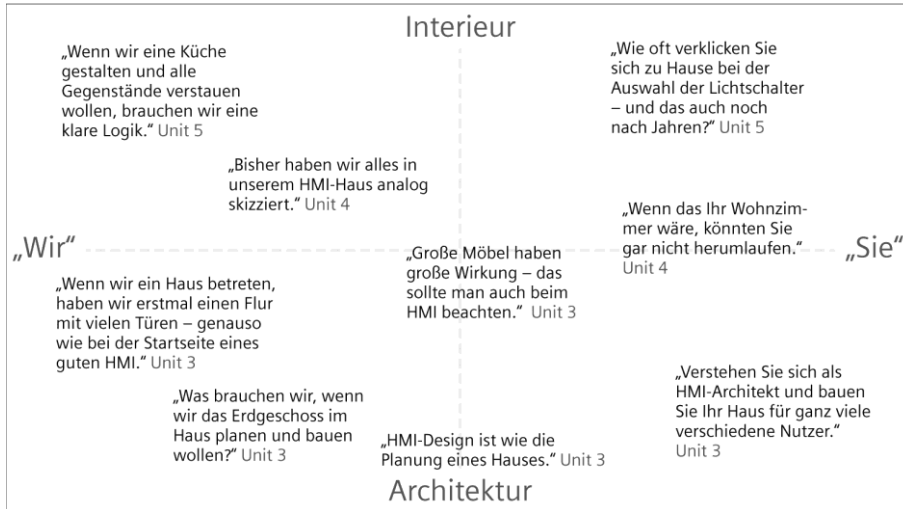 Interieur
„Wenn wir eine Küche
gestalten und alle
Gegenstände verstauen
wollen, brauchen wir eine
klare Logik.“ Unit 5
„Wie oft verklicken Sie
sich zu Hause bei der
Auswahl der Lichtschalter
– und das auch noch
nach Jahren?“ Unit 5
„Bisher haben wir alles in
unserem HMI-Haus analog
skizziert.“ Unit 4
„Wenn das Ihr Wohnzim-
mer wäre, könnten Sie
gar nicht herumlaufen.“
Unit 4
„Wir“
„Sie“
„Große Möbel haben
große Wirkung – das
sollte man auch beim
HMI beachten.“ Unit 3
„Wenn wir ein Haus betreten,
haben wir erstmal einen Flur
mit vielen Türen – genauso
wie bei der Startseite eines
guten HMI.“ Unit 3
„Verstehen Sie sich als
HMI-Architekt und bauen
Sie Ihr Haus für ganz viele
verschiedene Nutzer.“
Unit 3
„Was brauchen wir, wenn
wir das Erdgeschoss im
Haus planen und bauen
wollen?“ Unit 3
„HMI-Design ist wie die
Planung eines Hauses.“ Unit 3
Architektur